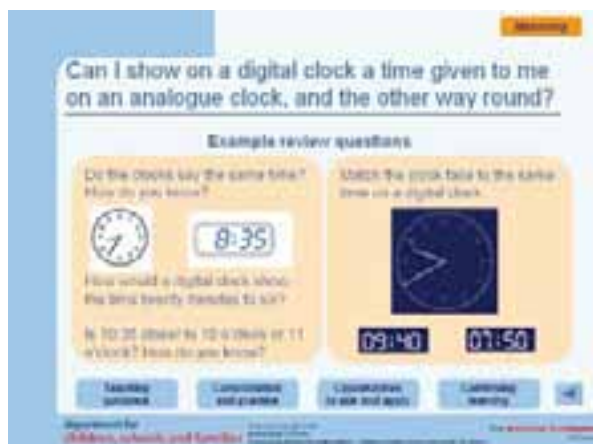 Measuring
Can I show on a digital clock a time given to me
on an analogue clock, and the other way round?
Example review questions
Do the clocks say the same time?
How do you know?
8:35
How would a digital clock show
the time twenty minutes to six?
Is 10:35 closer to 10 o'clock or 11
o'clock? How do you know?
Match the clock face to the same
time on a digital clock
09:40
07:50
Teaching
guidance
Consolidation
and practice
Opportunities
to use and apply
Confirming
learning
department for
children, schools and families